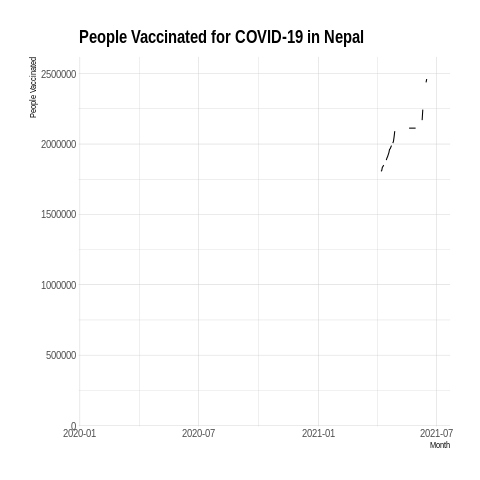 People Vaccinated for COVID-19 in Nepal
People Vaccinated
2500000
2000000
1500000
1000000
500000
0
2020-01 2020-07 2021-01 2021-07
Month